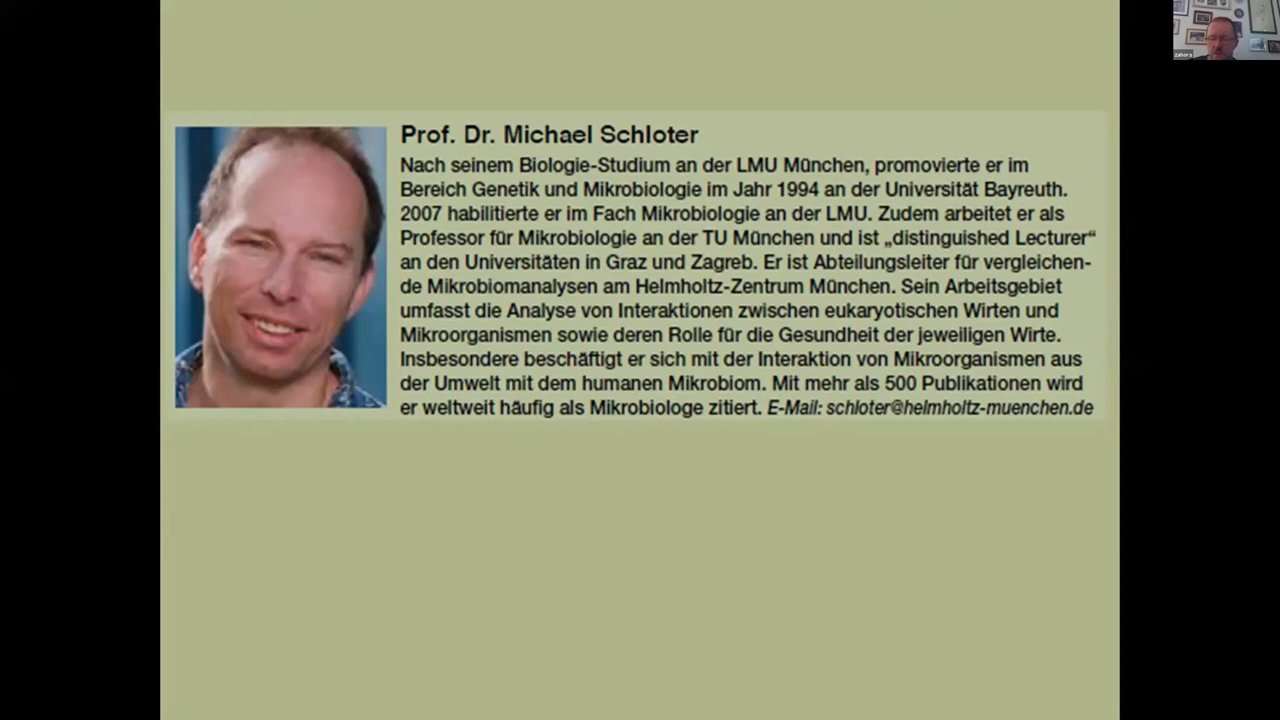 Prof. Dr. Michael Schloter
Nach seinem Biologie-Studium an der LMU München, promovierte er im
Bereich Genetik und Mikrobiologie im Jahr 1994 an der Universität Bayreuth.
2007 habilitierte er im Fach Mikrobiologie an der LMU. Zudem arbeitet er als
Professor für Mikrobiologie an der TU München und ist „distinguished Lecturer“
an den Universitäten in Graz und Zagreb. Er ist Abteilungsleiter für vergleichen-
de Mikrobiomanalysen am Helmholtz-Zentrum München. Sein Arbeitsgebiet
umfasst die Analyse von Interaktionen zwischen eukaryotischen Wirten und
Mikroorganismen sowie deren Rolle für die Gesundheit der jeweiligen Wirte.
Insbesondere beschäftigt er sich mit der Interaktion von Mikroorganismen aus
der Umwelt mit dem humanen Mikrobiom. Mit mehr als 500 Publikationen wird
er weltweit häufig als Mikrobiologe zitiert. E-Mail: schloter@helmholtz-muenchen.de